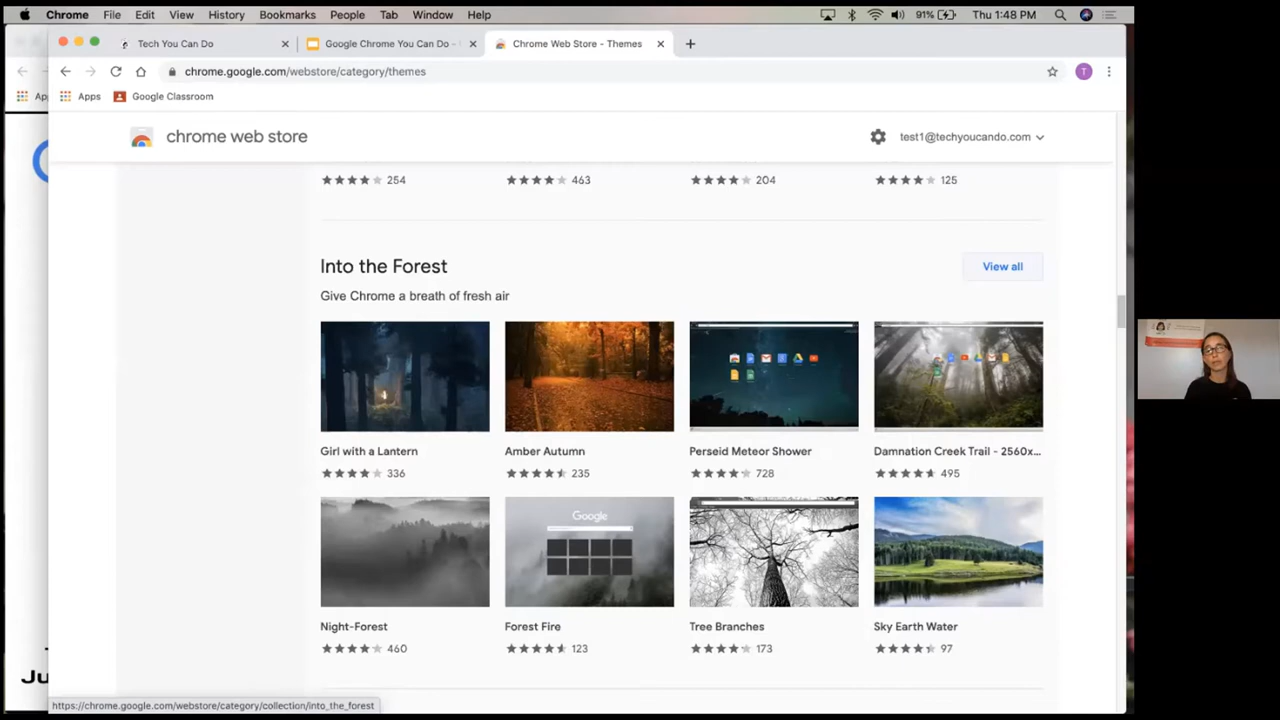 Chrome File Edit View History Bookmarks People Tab Window Help 91% Thu 1:48 PM
Tech You Can Do Google Chrome You Can Do - Chrome Web Store - Themes
chrome.google.com/webstore/category/themes T
Ap Apps Google Classroom
chrome web store test1@techyoucando.com
254 463 204 125
Into the Forest View all
Give Chrome a breath of fresh air
Girl with a Lantern Amber Autumn Perseid Meteor Shower Damnation Creek Trail - 2560x...
336 235 728 495
Google
Night-Forest Forest Fire Tree Branches Sky Earth Water
460 123 173 97
Ju
https://chrome.google.com/webstore/category/collection/into_the_forest